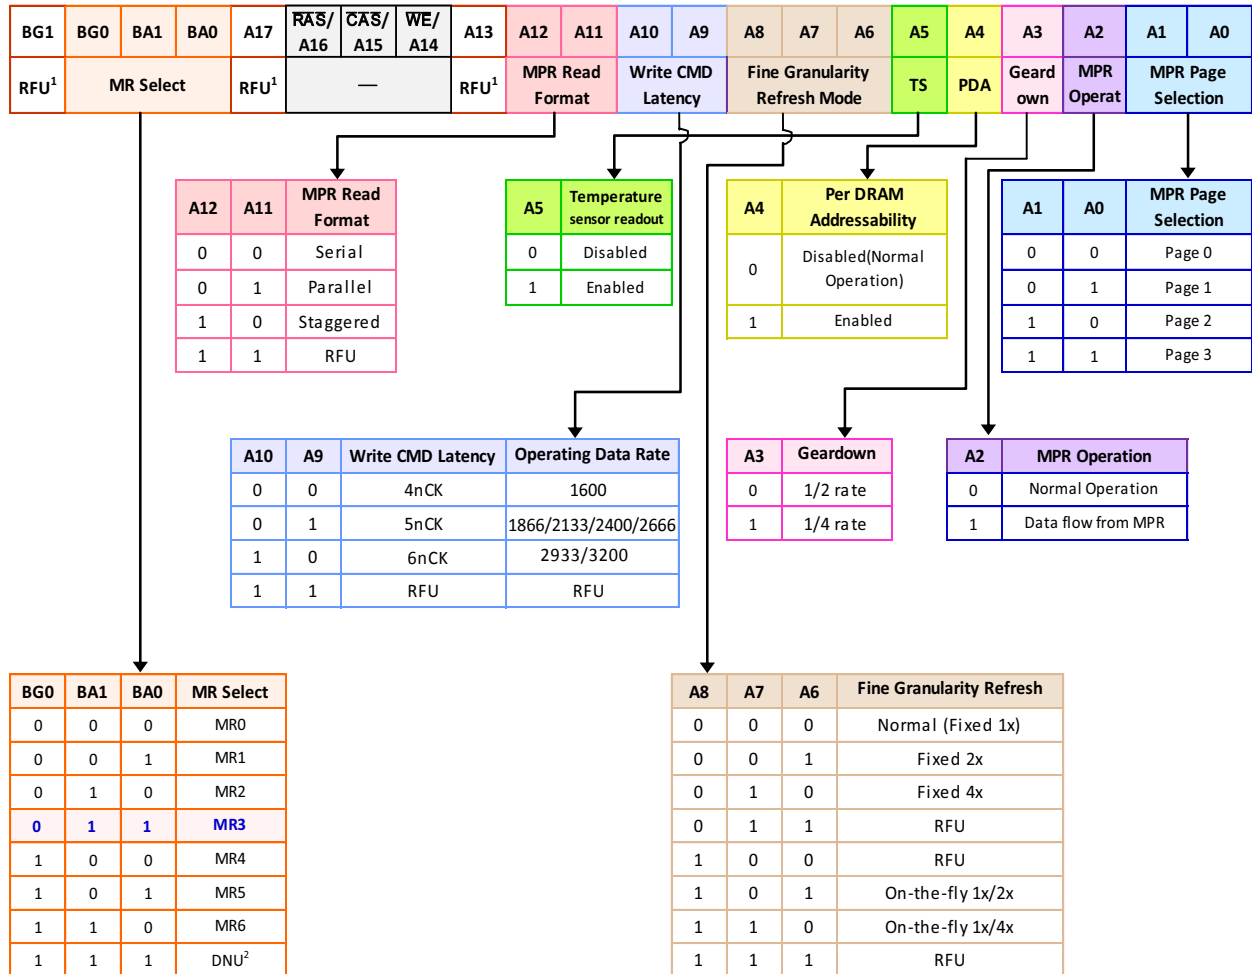 BG1 BG0 BA1 BA0 A17 RAS/ A16 CAS/ A15 WE/ A14 A13 A12 A11 A10 A9 A8 A7 A6 A5 A4 A3 A2 A1 A0
RFU1 MR Select RFU1 — RFU1 MPR Read Format Write CMD Latency Fine Granularity Refresh Mode TS PDA Geard own MPR Operat MPR Page Selection
A12 A11 MPR Read Format
0 0 Serial
0 1 Parallel
1 0 Staggered
1 1 RFU
A5 Temperature sensor readout
0 Disabled
1 Enabled
A4 Per DRAM Addressability
0 Disabled(Normal Operation)
1 Enabled
A1 A0 MPR Page Selection
0 0 Page 0
0 1 Page 1
1 0 Page 2
1 1 Page 3
A10 A9 Write CMD Latency Operating Data Rate
0 0 4nCK 1600
0 1 5nCK 1866/2133/2400/2666
1 0 6nCK 2933/3200
1 1 RFU RFU
A3 Geardown
0 1/2 rate
1 1/4 rate
A2 MPR Operation
0 Normal Operation
1 Data flow from MPR
BG0 BA1 BA0 MR Select
0 0 0 MR0
0 0 1 MR1
0 1 0 MR2
0 1 1 MR3
1 0 0 MR4
1 0 1 MR5
1 1 0 MR6
1 1 1 DNU2
A8 A7 A6 Fine Granularity Refresh
0 0 0 Normal (Fixed 1x)
0 0 1 Fixed 2x
0 1 0 Fixed 4x
0 1 1 RFU
1 0 0 RFU
1 0 1 On-the-fly 1x/2x
1 1 0 On-the-fly 1x/4x
1 1 1 RFU